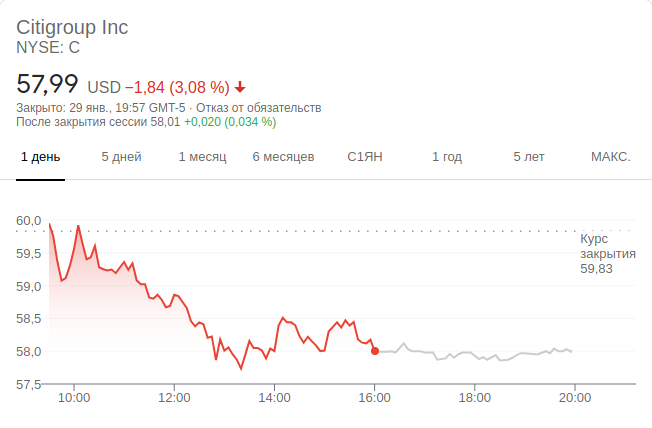 Citigroup Inc
NYSE: C
57,99 USD −1,84 (3,08 %)
Закрыто: 29 янв., 19:57 GMT-5 · Отказ от обязательств
После закрытия сессии 58,01 +0,020 (0,034 %)
1 день 5 дней 1 месяц 6 месяцев С1ЯН 1 год 5 лет МАКС.
60,0
Курс
закрытия
59,83
59,5
59,0
58,5
58,0
57,5
10:00 12:00 14:00 16:00 18:00 20:00